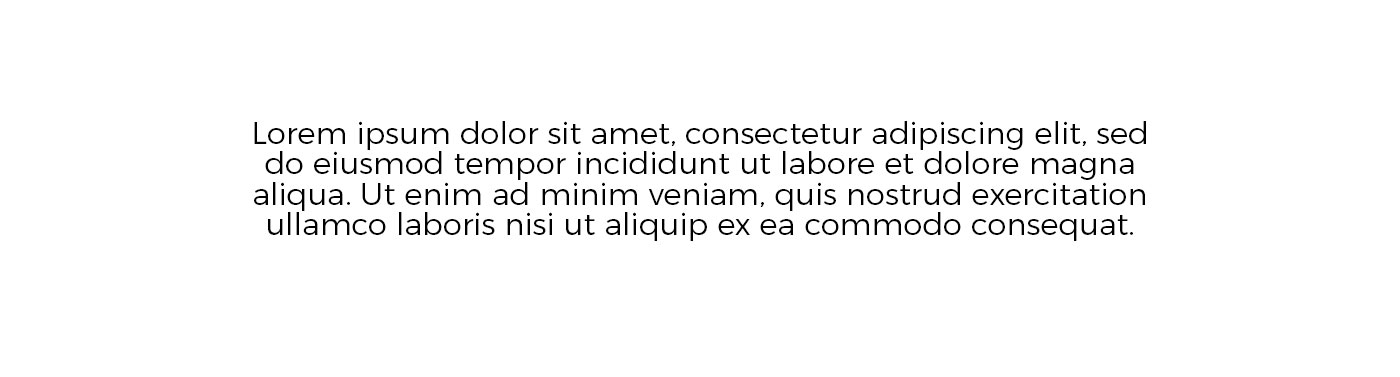 Lorem ipsum dolor sit amet, consectetur adipiscing elit, sed
do eiusmod tempor incididunt ut labore et dolore magna
aliqua. Ut enim ad minim veniam, quis nostrud exercitation
ullamco laboris nisi ut aliquip ex ea commodo consequat.